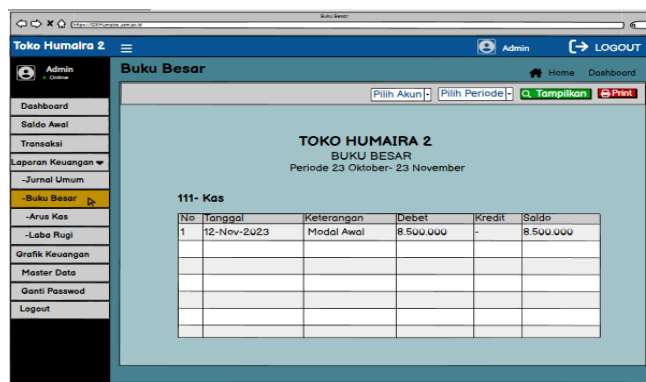 Buku Besar
Toko Humaira 2
Admin
LOGOUT
Admin
Online
Buku Besar
Home Dashboard
Pilih Akun
Pilih Periode
Tampilkan
Print
Dashboard
Saldo Awal
Transaksi
Laporan Keuangan
-Jurnal Umum
-Buku Besar
-Arus Kas
-Laba Rugi
Grafik Keuangan
Master Data
Ganti Passwod
Logout
TOKO HUMAIRA 2
BUKU BESAR
Periode 23 Oktober- 23 November
111- Kas
No Tanggal Keterangan Debet Kredit Saldo
1 12-Nov-2023 Modal Awal 8.500.000 - 8.500.000